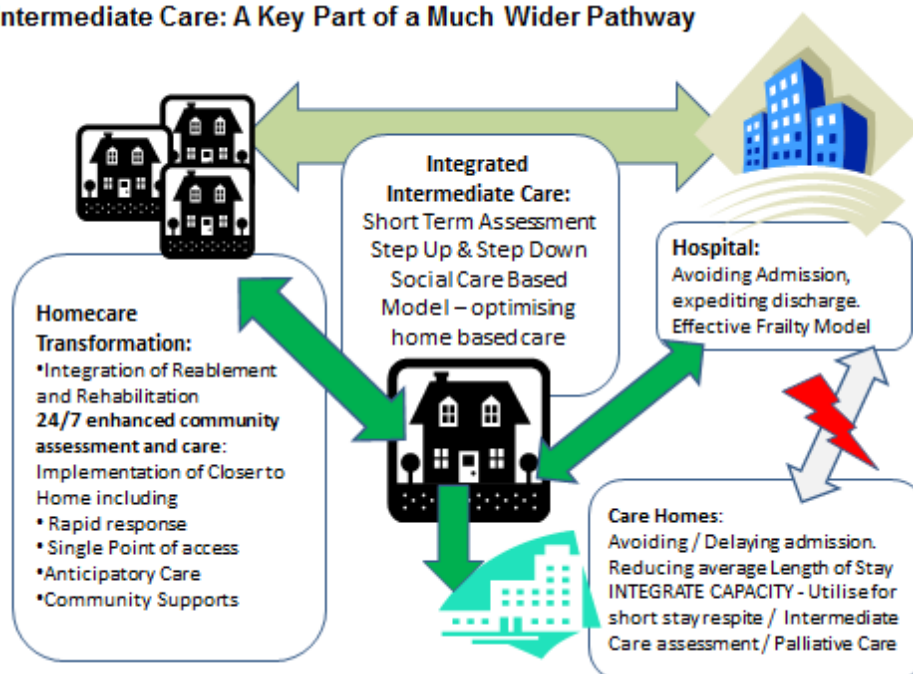 Intermediate Care: A Key Part of a Much Wider Pathway
Integrated
Intermediate Care:
Short Term Assessment
Step Up & Step Down
Social Care Based
Model – optimising
home based care
Hospital:
Avoiding Admission,
expediting discharge.
Effective Frailty Model
Homecare
Transformation:
•Integration of Reablement
and Rehabilitation
24/7 enhanced community
assessment and care:
Implementation of Closer to
Home including
• Rapid response
• Single Point of access
•Anticipatory Care
•Community Supports
Care Homes:
Avoiding / Delaying admission.
Reducing average Length of Stay
INTEGRATE CAPACITY - Utilise for
short stay respite / Intermediate
Care assessment / Palliative Care